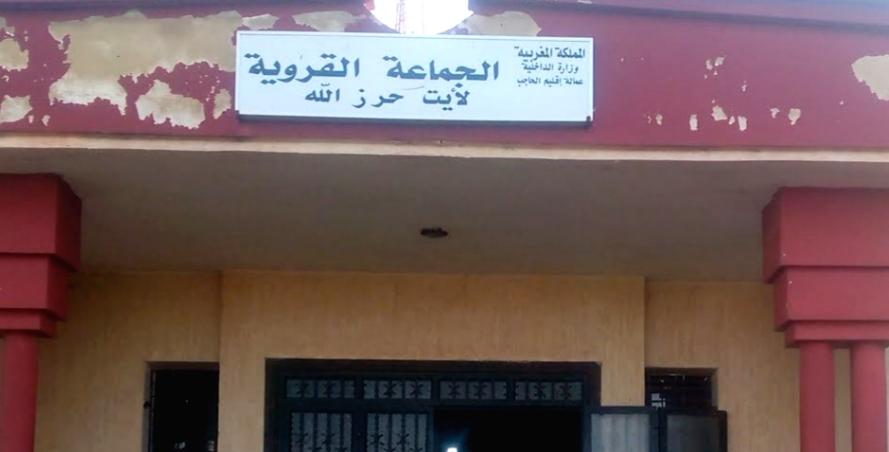 المملكة المغربية
وزارة الداخلية
عمالة إقليم الحاجب
الجماعة القروية
لأيت حرز الله